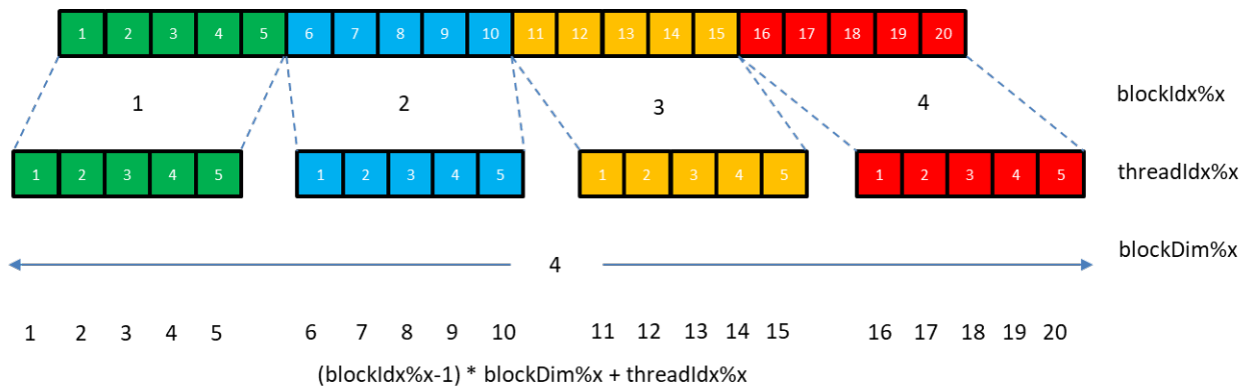 1 2 3 4 5 6 7 8 9 10 11 12 13 14 15 16 17 18 19 20
1 2 3 4 blockIdx%x
1 2 3 4 5 1 2 3 4 5 1 2 3 4 5 1 2 3 4 5 threadIdx%x
4 blockDim%x
1 2 3 4 5 6 7 8 9 10 11 12 13 14 15 16 17 18 19 20
(blockIdx%x-1) * blockDim%x + threadIdx%x